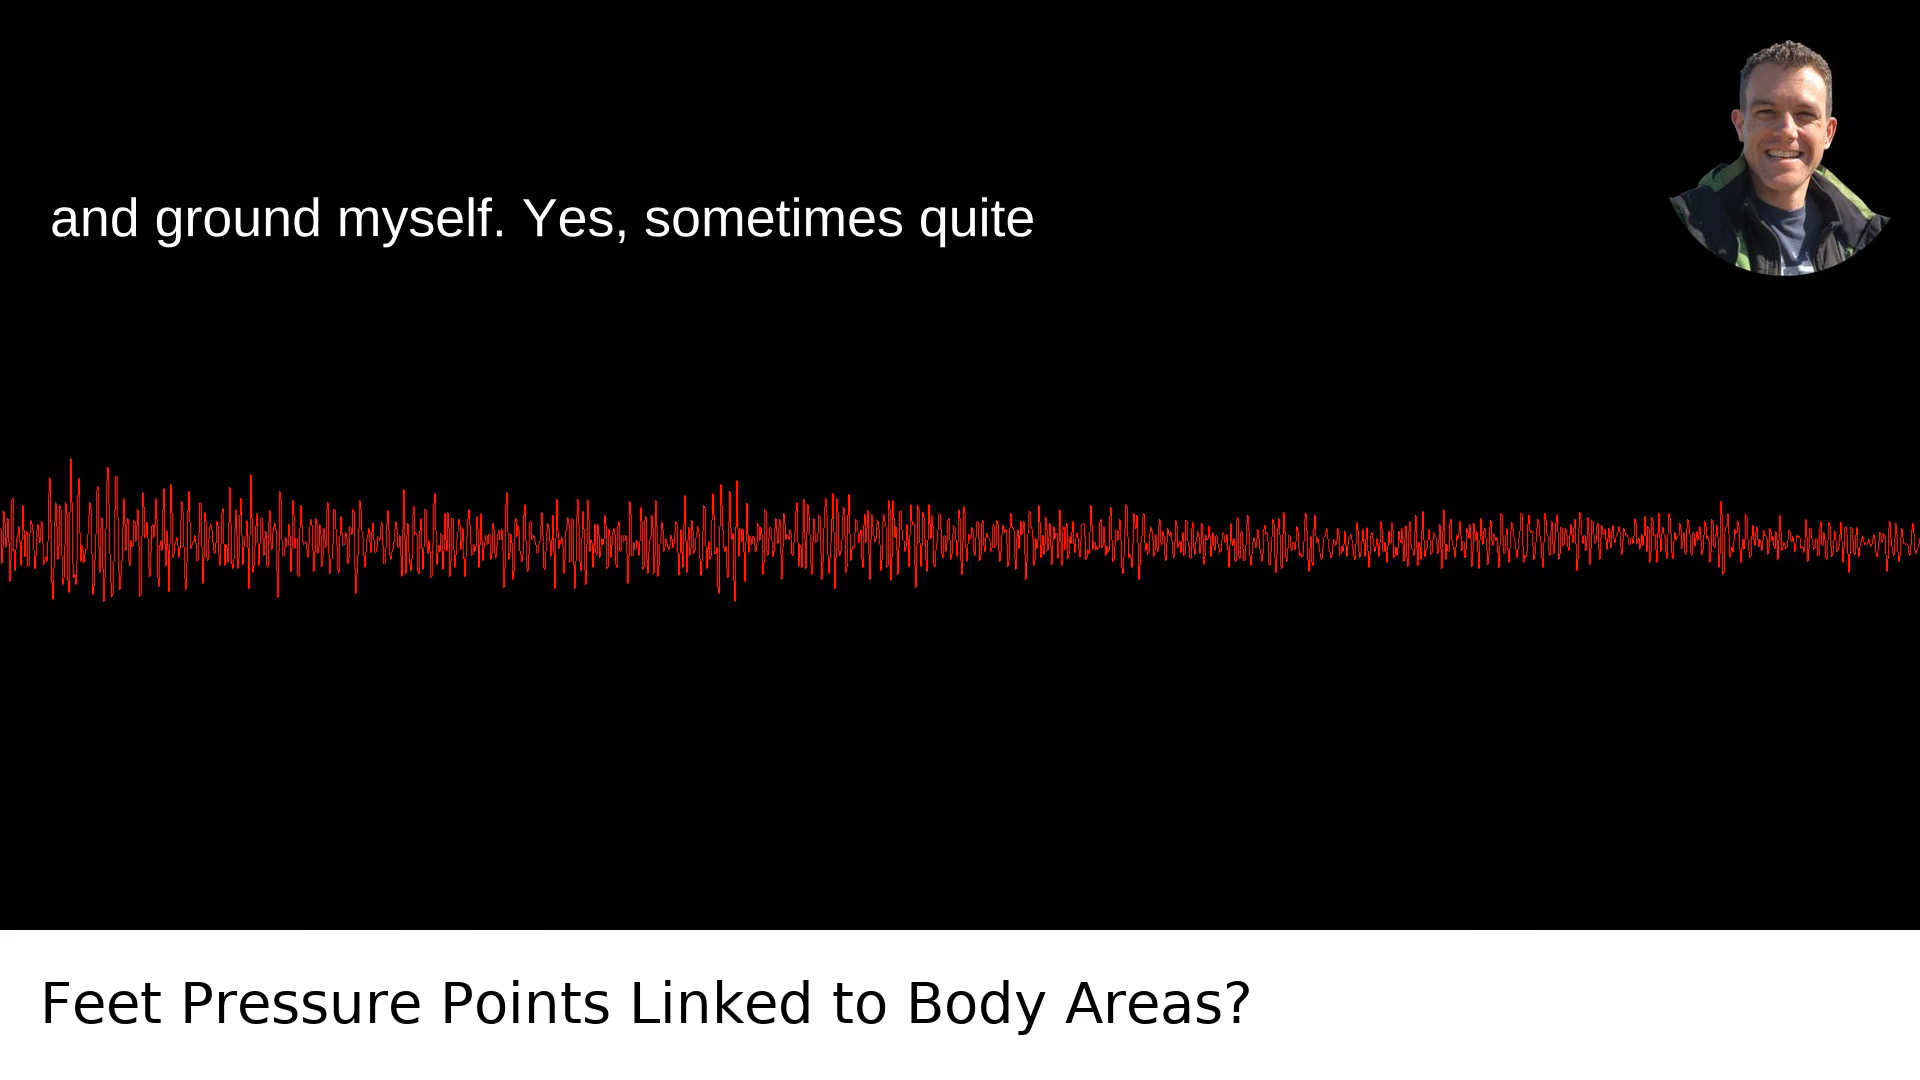 and ground myself. Yes, sometimes quite
Feet Pressure Points Linked to Body Areas?